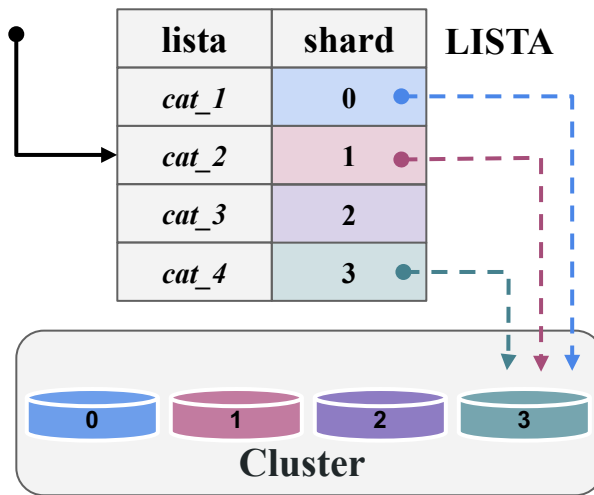 lista shard LISTA
cat_1 0
cat_2 1
cat_3 2
cat_4 3
0 1 2 3
Cluster